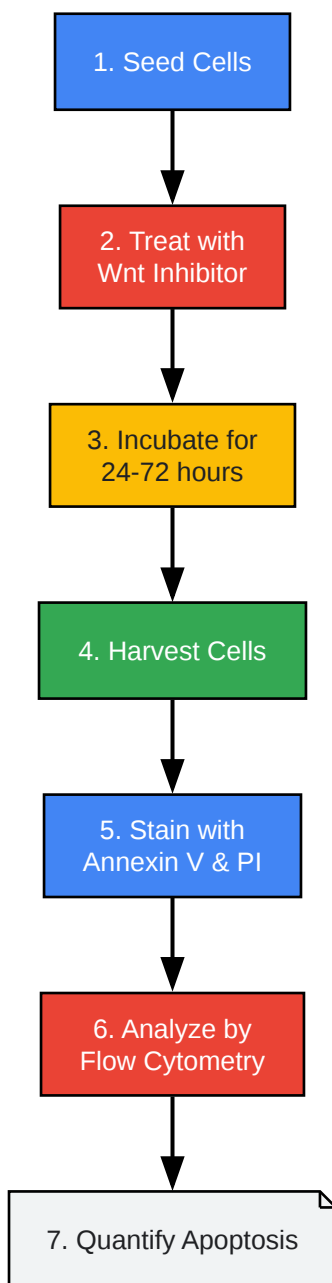 1. Seed Cells
2. Treat with
Wnt Inhibitor
3. Incubate for
24-72 hours
4. Harvest Cells
5. Stain with
Annexin V & PI
6. Analyze by
Flow Cytometry
7. Quantify Apoptosis